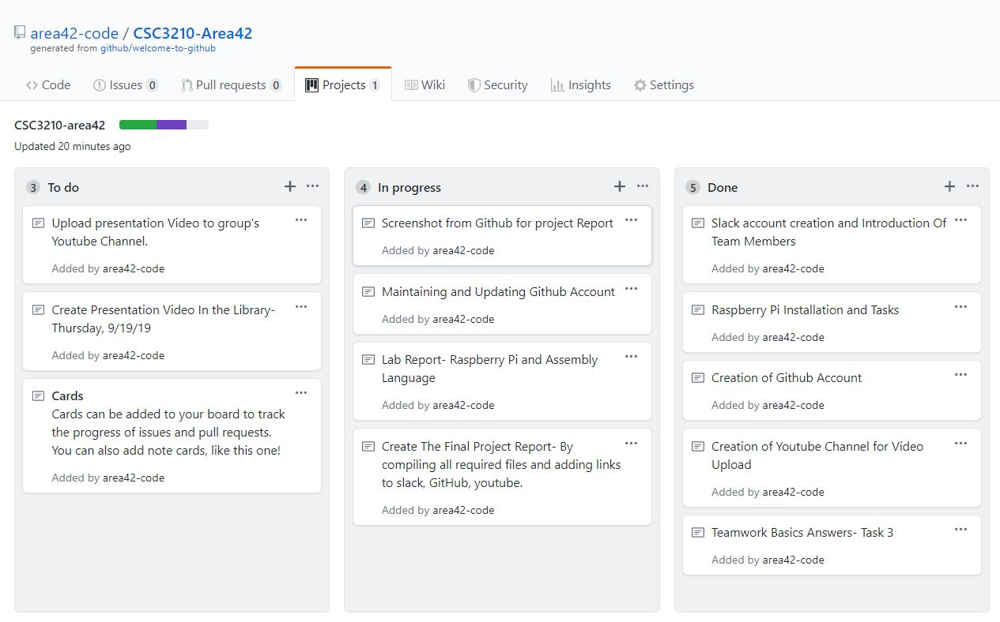 area42-code / CSC3210-Area42
generated from github/welcome-to-github
Code Issues 0 Pull requests 0 Projects 1 Wiki Security Insights Settings
CSC3210-area42
Updated 20 minutes ago
3 To do
Upload presentation Video to group's
Youtube Channel.
Added by area42-code
Create Presentation Video In the Library-
Thursday, 9/19/19
Added by area42-code
Cards
Cards can be added to your board to track
the progress of issues and pull requests.
You can also add note cards, like this one!
Added by area42-code
4 In progress
Screenshot from Github for project Report
Added by area42-code
Maintaining and Updating Github Account
Added by area42-code
Lab Report- Raspberry Pi and Assembly
Language
Added by area42-code
Create The Final Project Report- By
compiling all required files and adding links
to slack, GitHub, youtube.
Added by area42-code
5 Done
Slack account creation and Introduction Of
Team Members
Added by area42-code
Raspberry Pi Installation and Tasks
Added by area42-code
Creation of Github Account
Added by area42-code
Creation of Youtube Channel for Video
Upload
Added by area42-code
Teamwork Basics Answers- Task 3
Added by area42-code